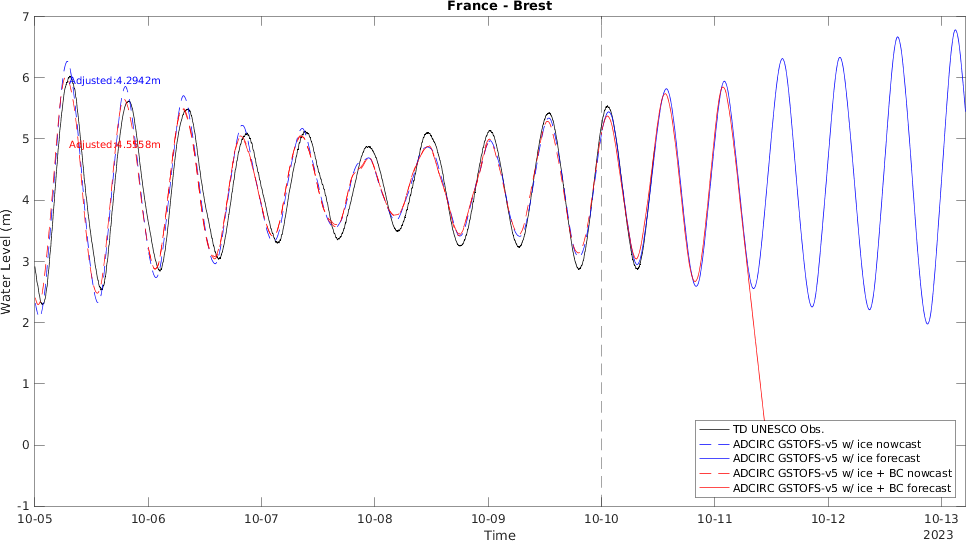 France - Brest
7
6
5
4
3
2
1
0
-1
Water Level (m)
Adjusted:4.2942m
Adjusted:4.5558m
TD UNESCO Obs.
ADCIRC GSTOFS-v5 w/ ice nowcast
ADCIRC GSTOFS-v5 w/ ice forecast
ADCIRC GSTOFS-v5 w/ ice + BC nowcast
ADCIRC GSTOFS-v5 w/ ice + BC forecast
10-05 10-06 10-07 10-08 10-09 10-10 10-11 10-12 10-13
Time
2023